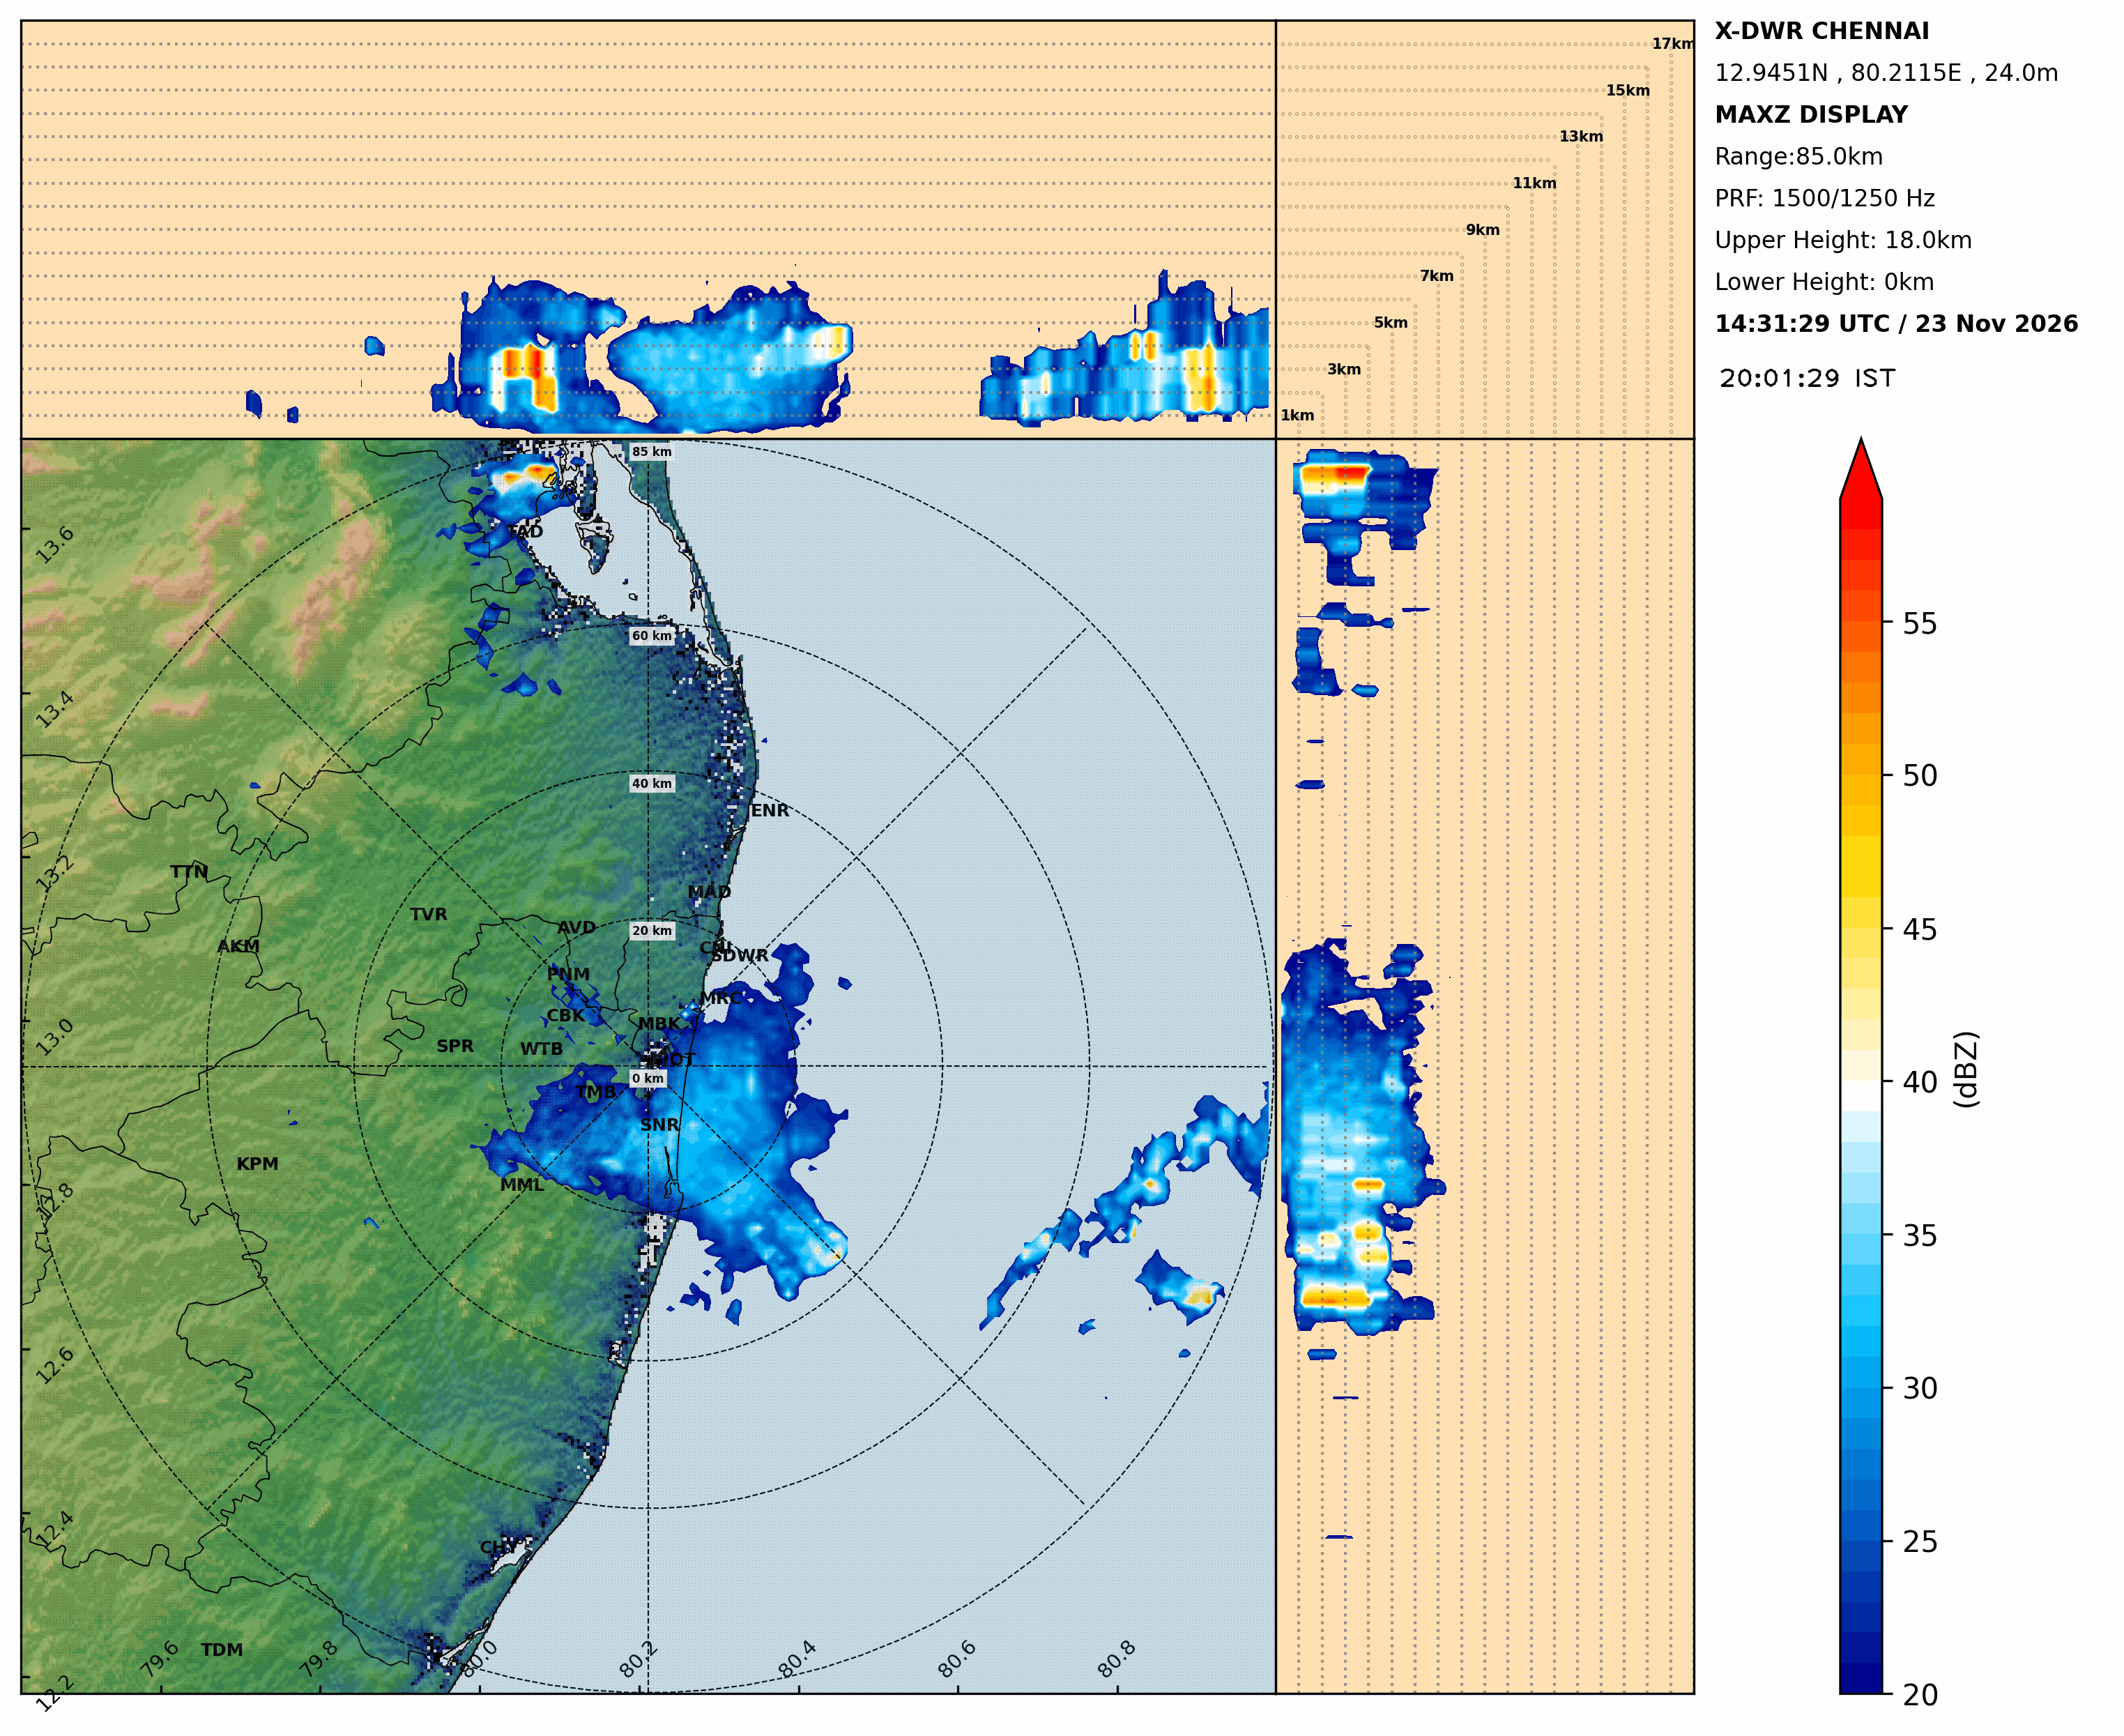 X-DWR CHENNAI
12.9451N , 80.2115E , 24.0m
MAXZ DISPLAY
Range:85.0km
PRF: 1500/1250 Hz
Upper Height: 18.0km
Lower Height: 0km
14:31:29 UTC / 23 Nov 2026
20:01:29 IST
17km
15km
13km
11km
9km
7km
5km
3km
1km
85 km
60 km
40 km
20 km
0 km
TAD
ENR
TTN
MAD
TVR
AVD
AKM
SDWR
PNM
MRC
CBK
MBK
SPR
WTB
TMB
SNR
KPM
MML
CHY
TDM
13.6
13.4
13.2
13.0
12.8
12.6
12.4
12.2
79.6
79.8
80.0
80.2
80.4
80.6
80.8
55
50
45
40
35
30
25
20
(dBZ)